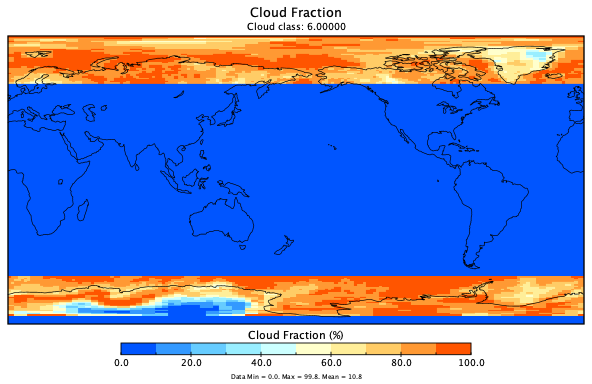 Cloud Fraction
Cloud class: 6.00000
Cloud Fraction (%)
0.0 20.0 40.0 60.0 80.0 100.0
Data Min = 0.0, Max = 99.8, Mean = 10.8